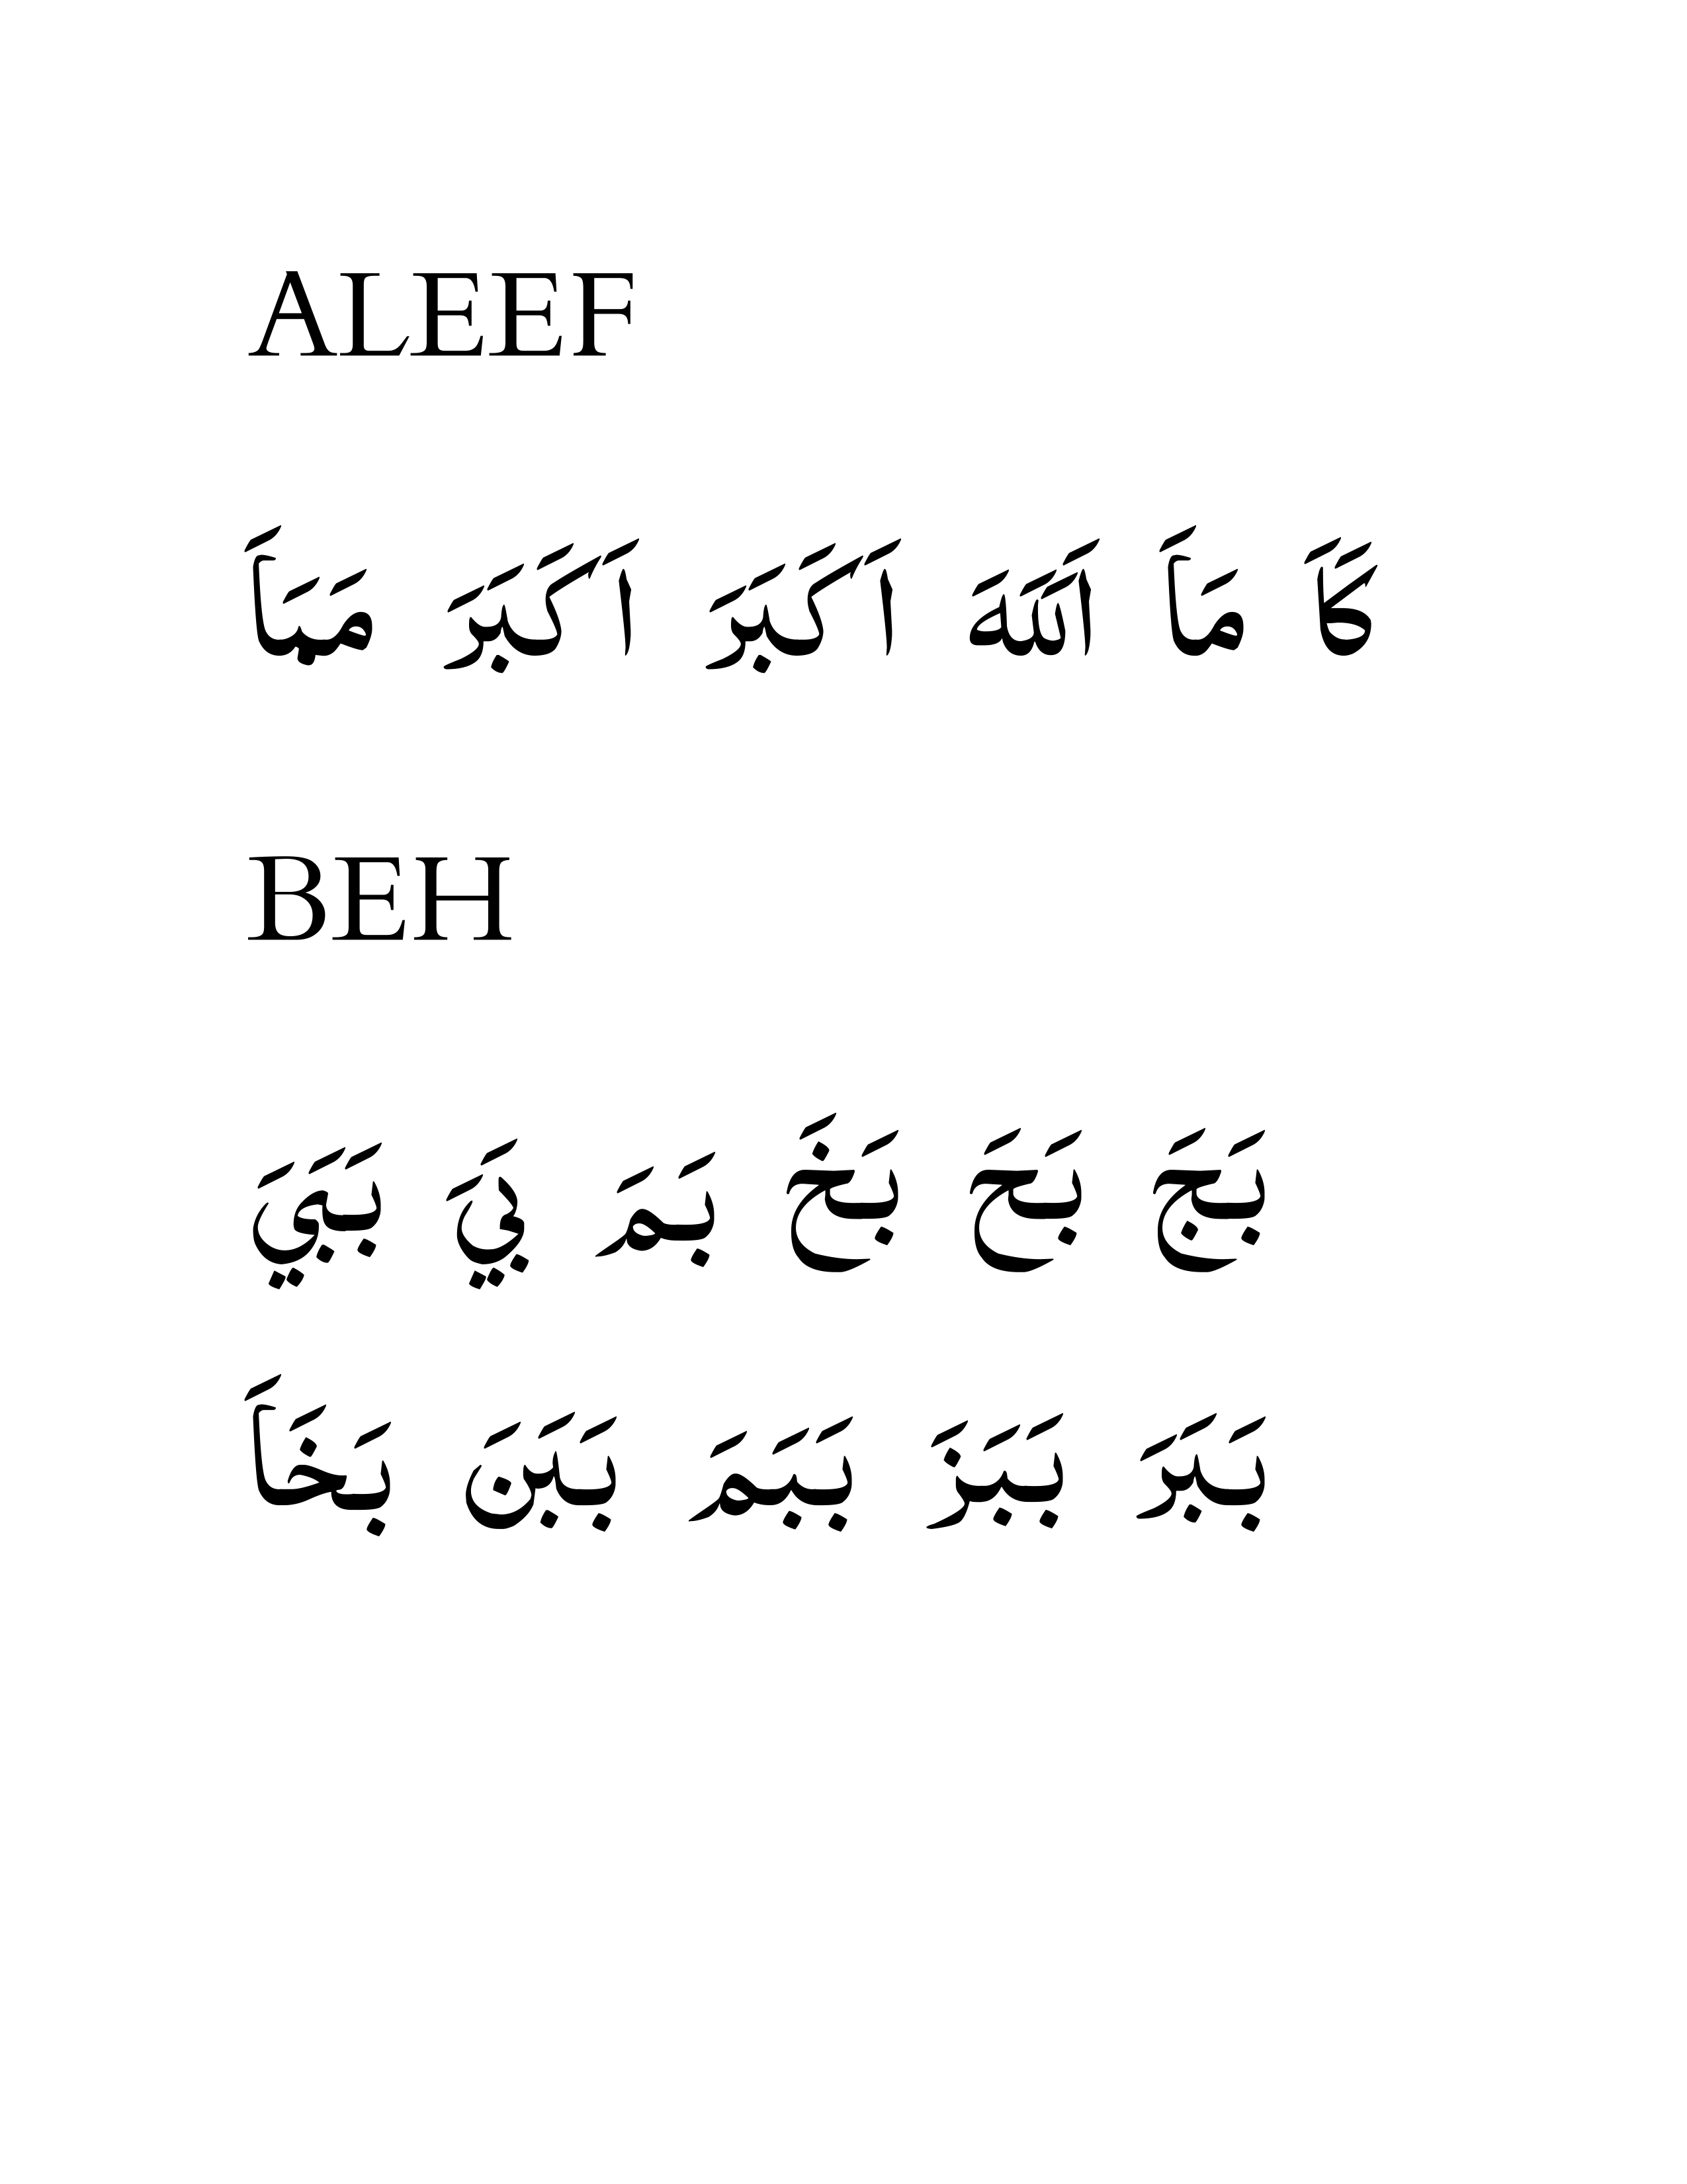 ALEEF
كَاَ مَاَ اَلَلَهَ اَكَبَرَ اَكَبَرَ
BEH
بَجَ بَحَ بَخَ بَمَ بَيَ بَبَيَ
بَبَرَ بَبَزَ بَبَمَ بَبَنَ بَخَاَ